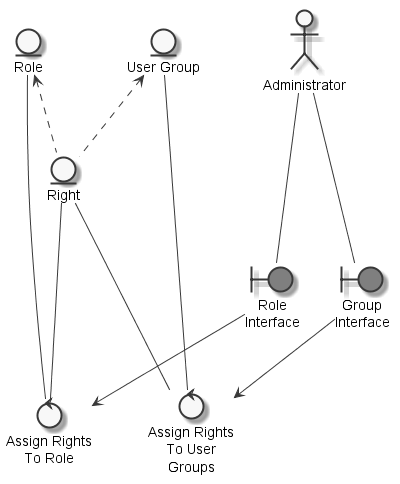 Role
User Group
Administrator
Right
Role
Interface
Group
Interface
Assign Rights
To Role
Assign Rights
To User
Groups